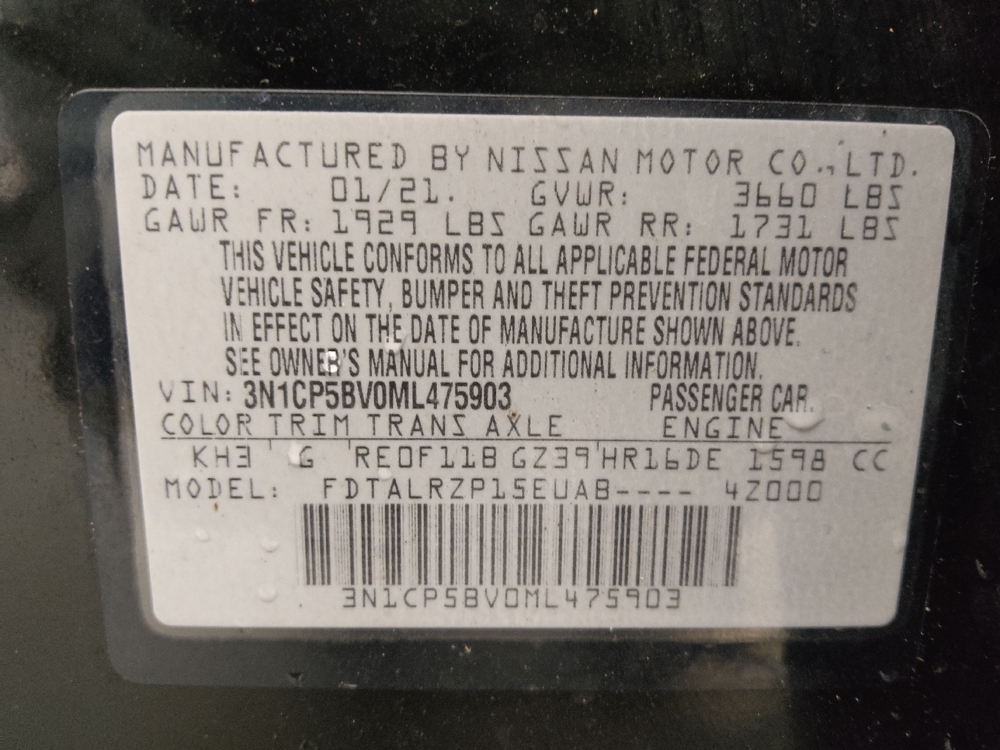 MANUFACTURED BY NISSAN MOTOR CO., LTD.
DATE: 01/21. GVWR: 3660 LBS
GAWR FR: 1929 LBS GAWR RR: 1731 LBS
THIS VEHICLE CONFORMS TO ALL APPLICABLE FEDERAL MOTOR
VEHICLE SAFETY, BUMPER AND THEFT PREVENTION STANDARDS
IN EFFECT ON THE DATE OF MANUFACTURE SHOWN ABOVE.
SEE OWNER'S MANUAL FOR ADDITIONAL INFORMATION.
VIN: 3N1CP5BV0ML475903 PASSENGER CAR.
COLOR TRIM TRANS AXLE ENGINE
KH3 G RE0F11B GZ39 HR16DE 1598 CC
MODEL: FDTALRZP15EUAB---- 4Z000
3N1CP5BV0ML475903